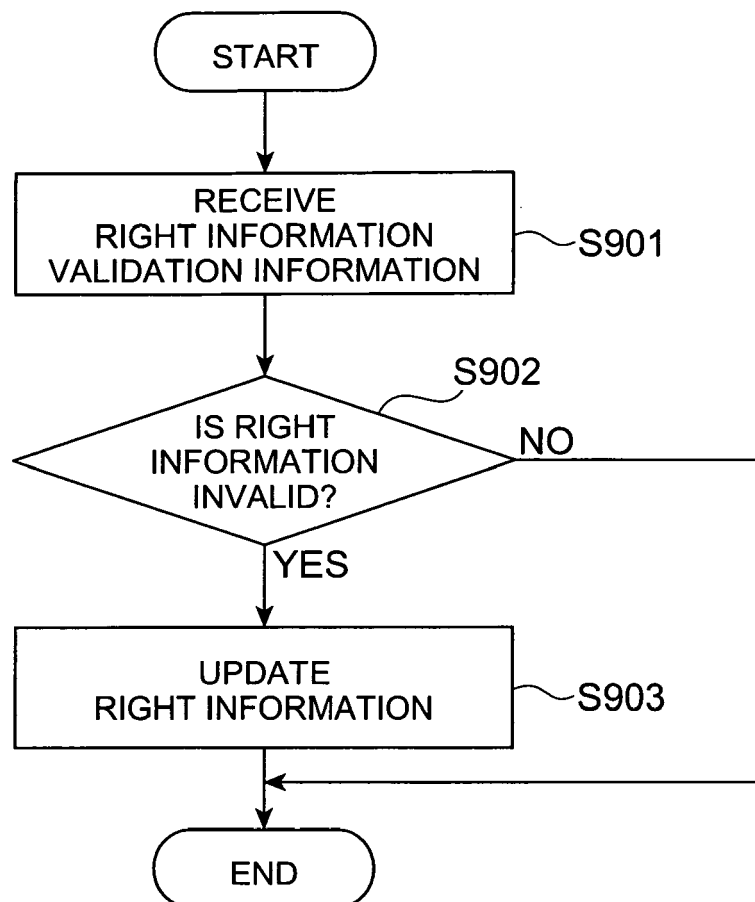 START
RECEIVE
RIGHT INFORMATION
VALIDATION INFORMATION
S901
S902
IS RIGHT
INFORMATION
INVALID?
NO
YES
UPDATE
RIGHT INFORMATION
S903
END